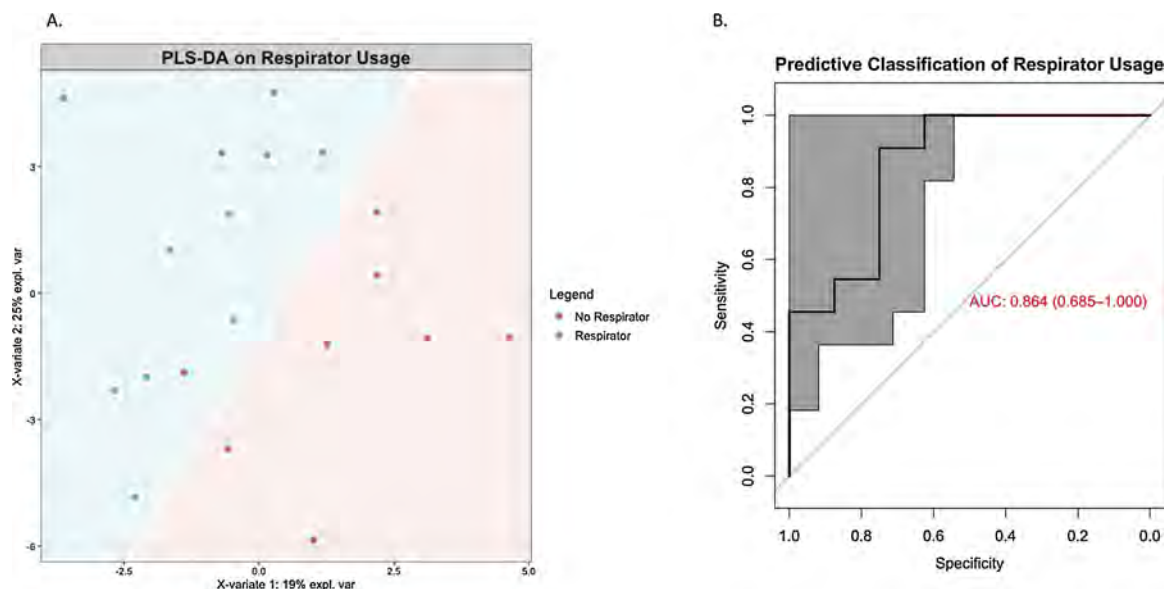 A.
PLS-DA on Respirator Usage
3
0
-3
-6
X-variate 2: 25% expl. var
-2.5
0.0
2.5
5.0
X-variate 1: 19% expl. var
Legend
No Respirator
Respirator
B.
Predictive Classification of Respirator Usage
1.0
0.8
0.6
0.4
0.2
0.0
Sensitivity
AUC: 0.864 (0.685–1.000)
1.0
0.8
0.6
0.4
0.2
0.0
Specificity